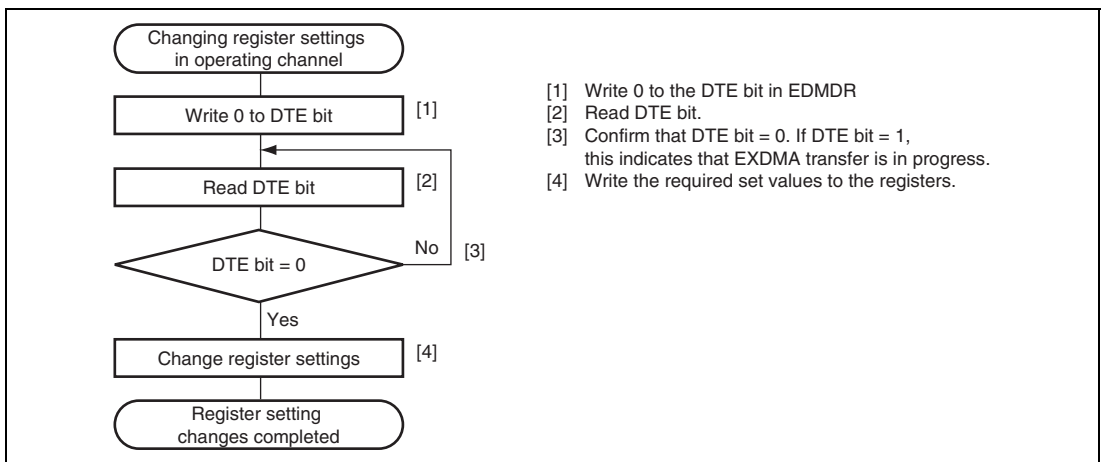 Changing register settings
in operating channel
Write 0 to DTE bit
[1]
Read DTE bit
[2]
DTE bit = 0
No
[3]
Yes
Change register settings
[4]
Register setting
changes completed
[1] Write 0 to the DTE bit in EDMDR
[2] Read DTE bit.
[3] Confirm that DTE bit = 0. If DTE bit = 1,
this indicates that EXDMA transfer is in progress.
[4] Write the required set values to the registers.